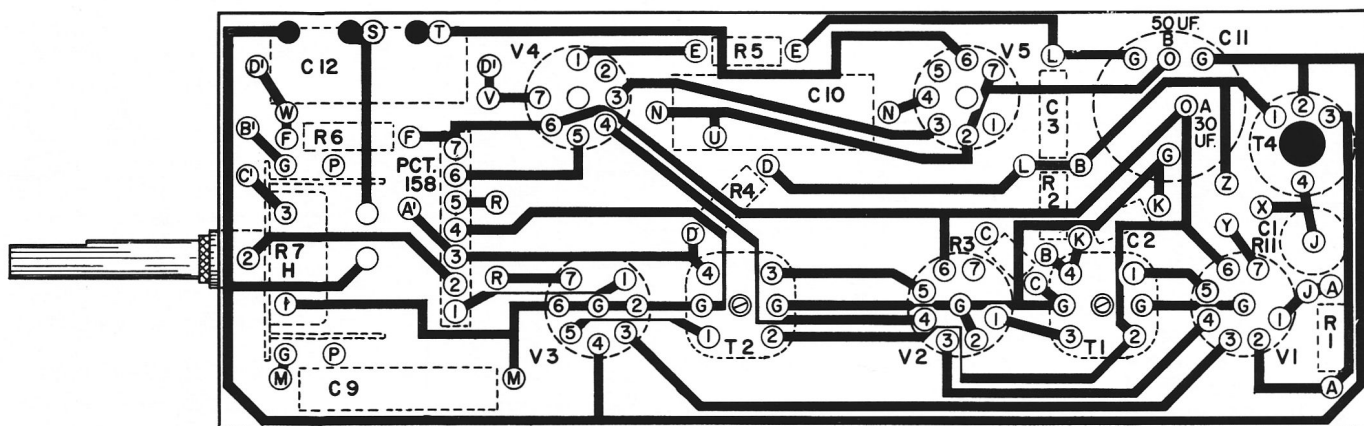 50 UF.
B
S T V4 E R5 E V5 L G O G C11
1 2 6 7
D' C12 D' 5
W V 7 3 C10 4 N C3 O A 1 2 3
F R6 F 6 4 N U 3 2 1 30 UF. T4
B' G P PCT. 158 7 5 D L B G
C' 6 R4 R2 Z 4
3 A' 5 R K X C1
4 D R3 C K C2 Y R11 J
2 R7 H 3 4 3 6 7 B 4 6 7
2 R 7 1 5 C 1 5 J A
1 1 6 G 2 G G G G G G 1
5 3 1 2 4 1 3 2 4 3 2 R1
G P V3 4 T2 V2 3 2 T1 V1
M C9 M A